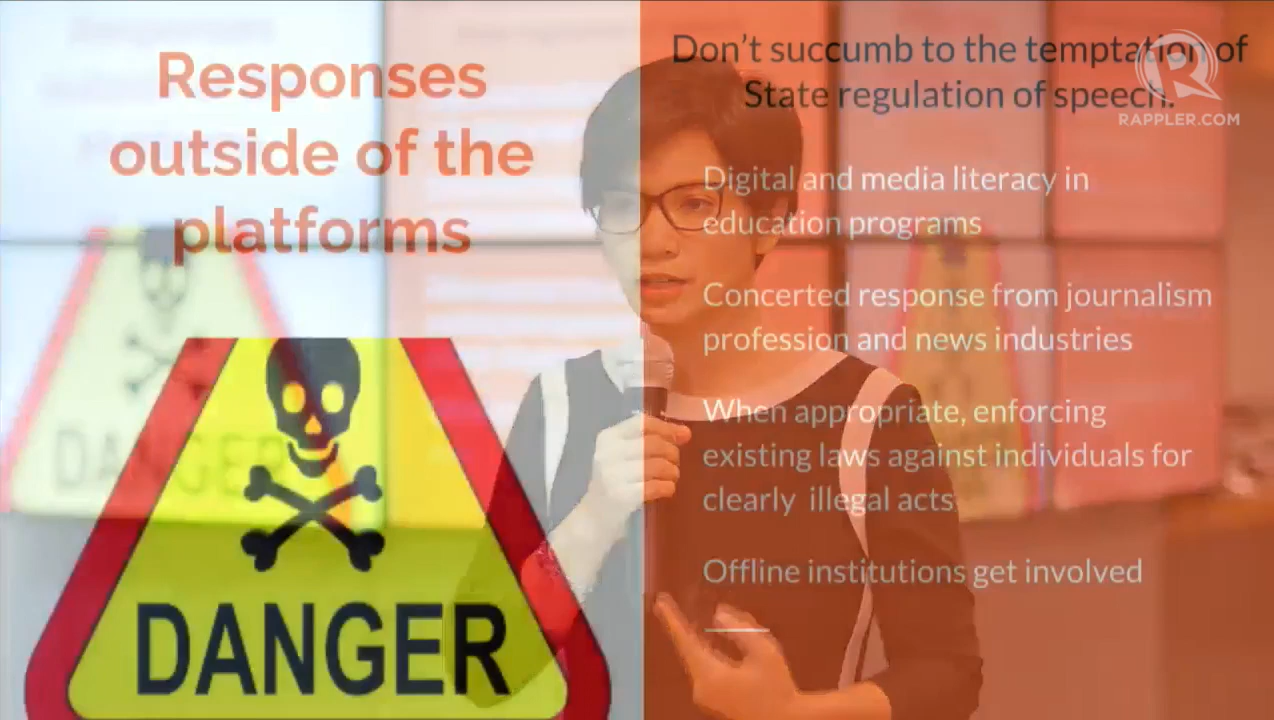 Responses
outside of the
platforms
DANGER
DANGER
Don't succumb to the temptation of
State regulation of speech.
RAPPLER.COM
Digital and media literacy in
education programs
Concerted response from journalism
profession and news industries
When appropriate, enforcing
existing laws against individuals for
clearly illegal acts
Offline institutions get involved